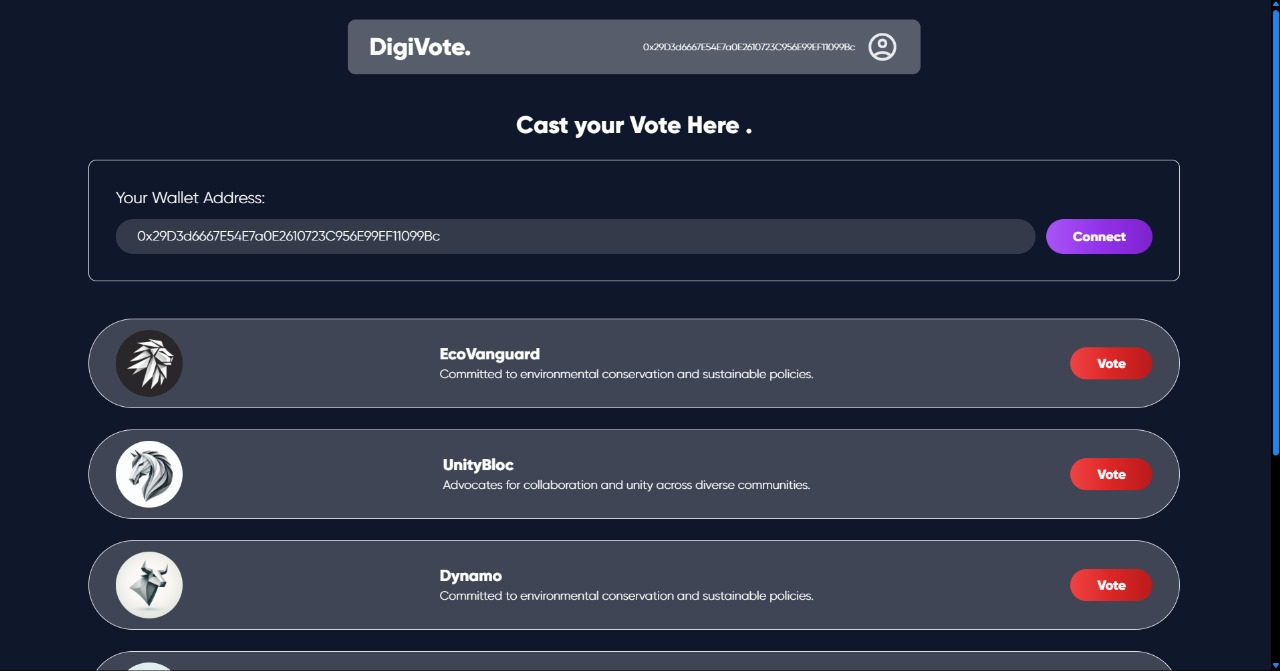 DigiVote.
0x29D3d6667E54E7a0E2610723C956E99EF11099Bc
Cast your Vote Here .
Your Wallet Address:
0x29D3d6667E54E7a0E2610723C956E99EF11099Bc
Connect
EcoVanguard
Committed to environmental conservation and sustainable policies.
Vote
UnityBloc
Advocates for collaboration and unity across diverse communities.
Vote
Dynamo
Committed to environmental conservation and sustainable policies.
Vote